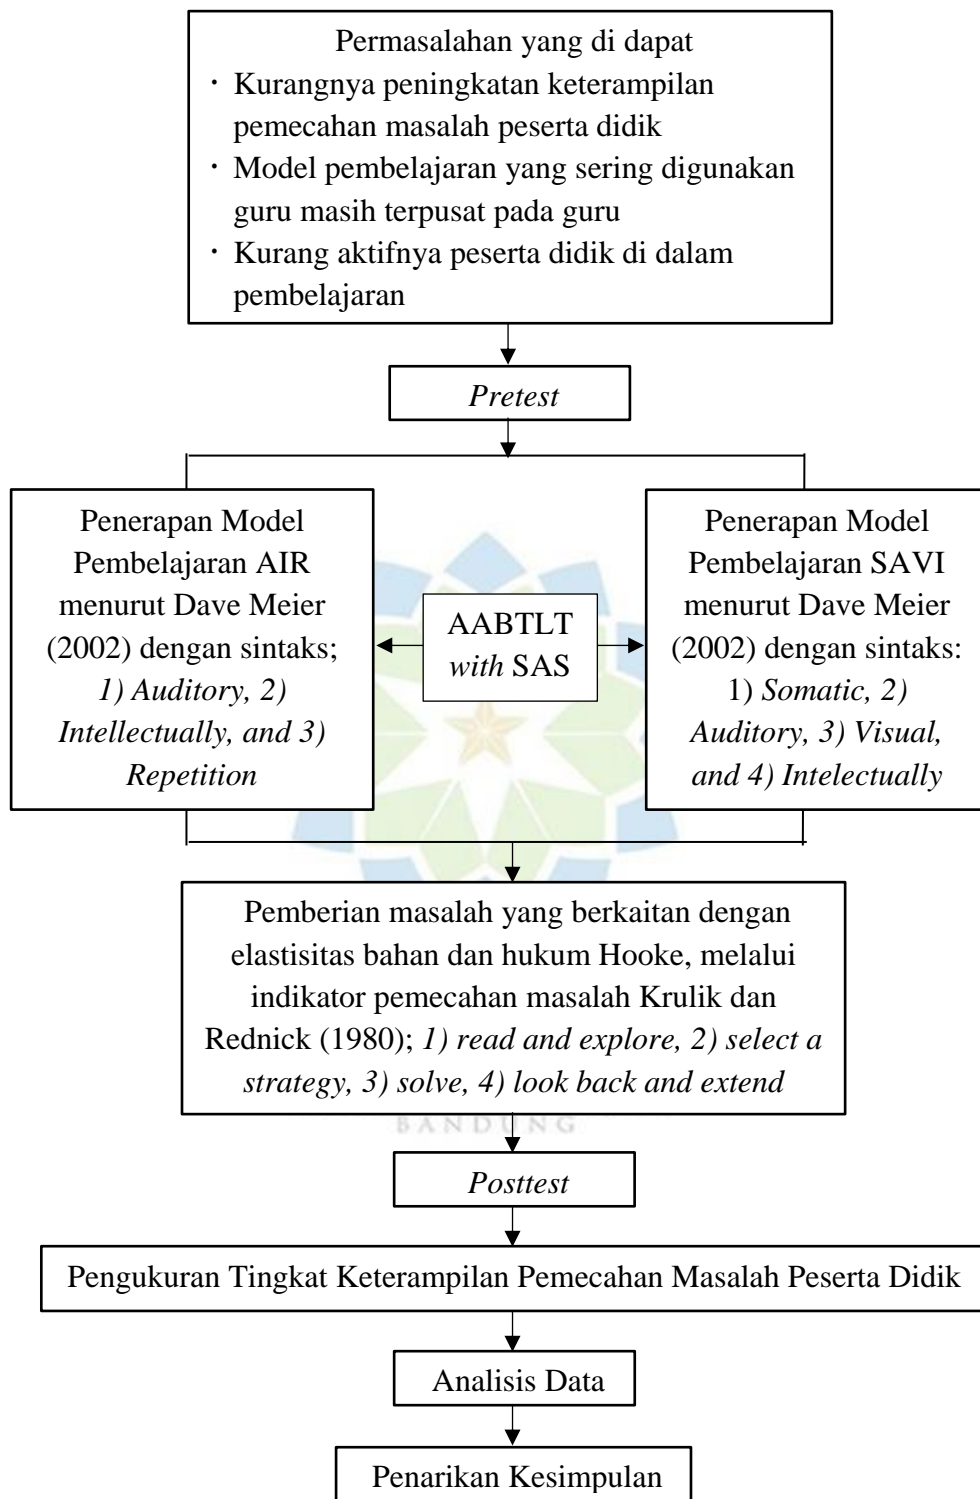 Permasalahan yang di dapat
· Kurangnya peningkatan keterampilan
pemecahan masalah peserta didik
· Model pembelajaran yang sering digunakan
guru masih terpusat pada guru
· Kurang aktifnya peserta didik di dalam
pembelajaran
Pretest
Penerapan Model
Pembelajaran AIR
menurut Dave Meier
(2002) dengan sintaks;
1) Auditory, 2)
Intellectually, and 3)
Repetition
AABTLT
with SAS
Penerapan Model
Pembelajaran SAVI
menurut Dave Meier
(2002) dengan sintaks:
1) Somatic, 2)
Auditory, 3) Visual,
and 4) Intelectually
Pemberian masalah yang berkaitan dengan
elastisitas bahan dan hukum Hooke, melalui
indikator pemecahan masalah Krulik dan
Rednick (1980); 1) read and explore, 2) select a
strategy, 3) solve, 4) look back and extend
BANDUNG
Posttest
Pengukuran Tingkat Keterampilan Pemecahan Masalah Peserta Didik
Analisis Data
Penarikan Kesimpulan